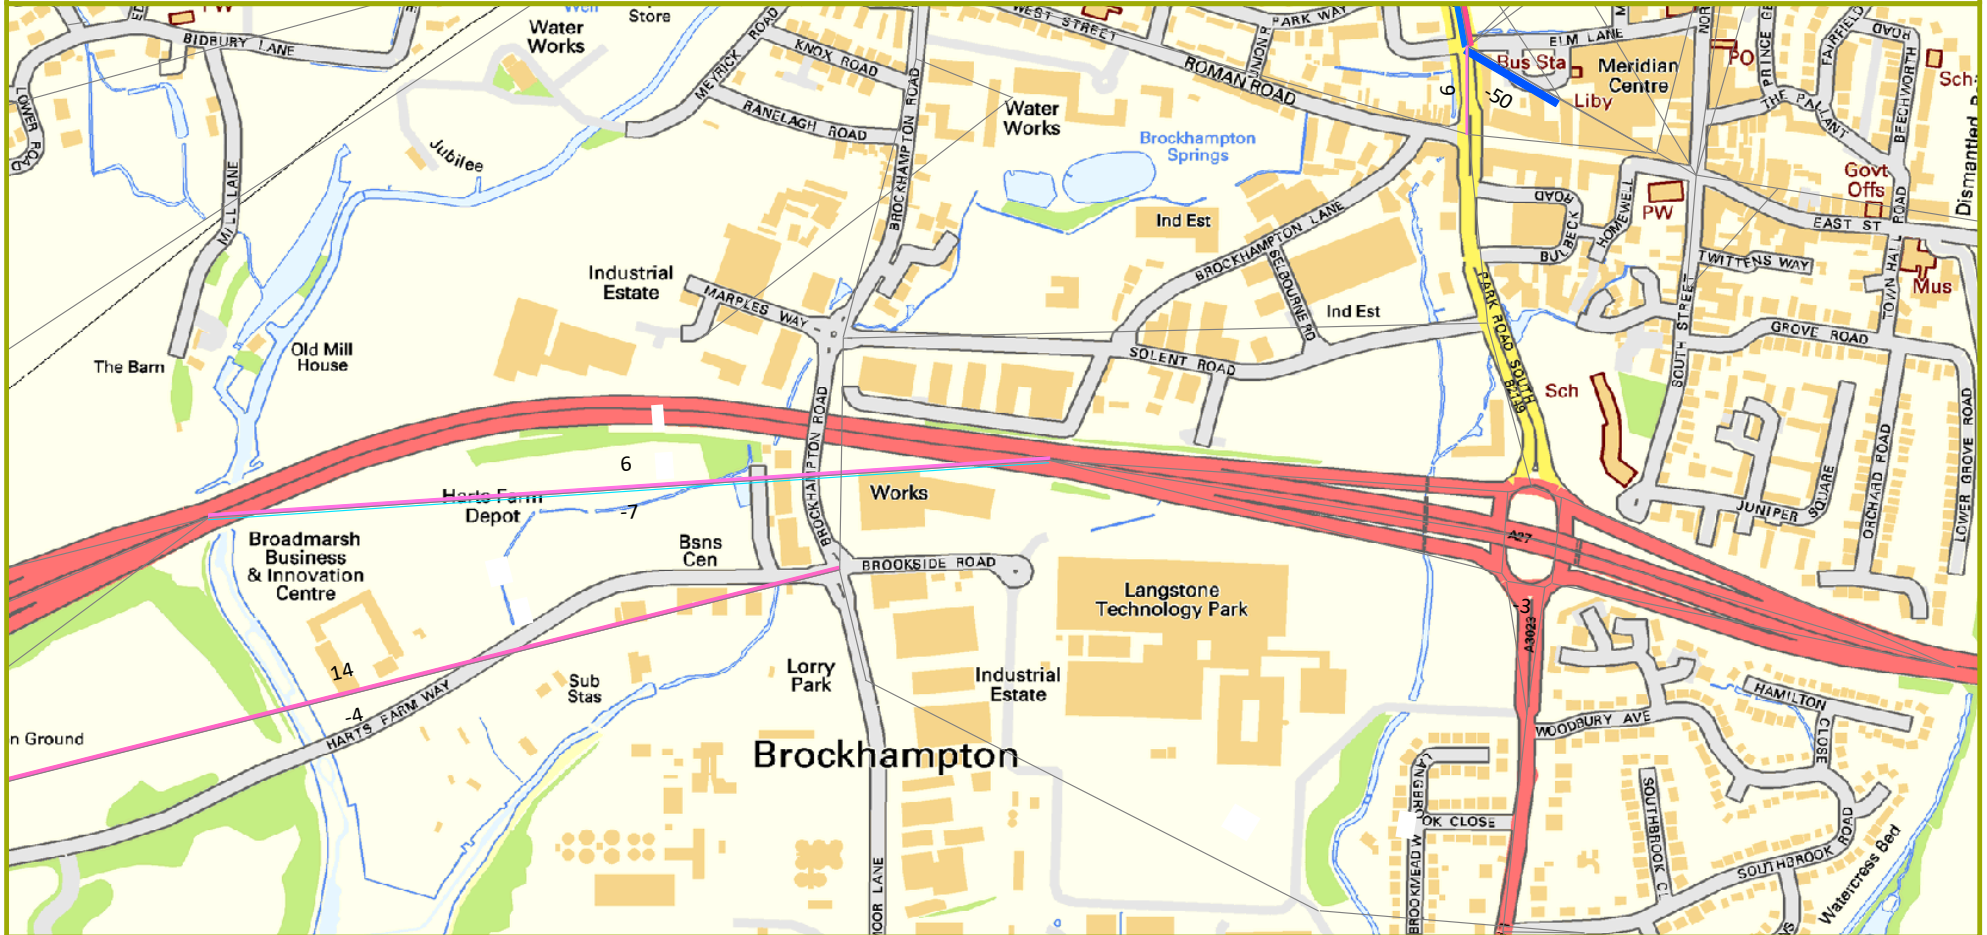 PW
BIDBURY LANE
LOWER ROAD
MILL LANE
Water
Works
Well
Store
MEYRICK ROAD
KNOX ROAD
RANELAGH ROAD
Jubilee
BROCKHAMPTON ROAD
WEST STREET
PARK WAY
UNION R
ROMAN ROAD
Water
Works
Brockhampton
Springs
Ind Est
BROCKHAMPTON LANE
SELBOURNE RD
Ind Est
ELM LANE
Bus Sta
Liby
Meridian
Centre
6
-50
PO
NOR
PRINCE GE
FAIRFIELD
ROAD
BEECHWORTH
ROAD
THE PALLANT
Sch
Dismantled
Govt
Offs
PW
ROAD
BULBECK
HOMEWELL
EAST ST
TWITTENS WAY
TOWN HALL
Mus
SOUTH STREET
GROVE ROAD
PARK ROAD SOUTH
B2149
Sch
ORCHARD ROAD
LOWER GROVE ROAD
JUNIPER
SQUARE
Industrial
Estate
MARPLES WAY
SOLENT ROAD
The Barn
Old Mill
House
BROCKHAMPTON ROAD
6
-7
Harts Farm
Depot
Works
Broadmarsh
Business
& Innovation
Centre
Bsns
Cen
BROOKSIDE ROAD
Langstone
Technology Park
A27
-3
A3023
14
-4
HARTS FARM WAY
Sub
Stas
Lorry
Park
Industrial
Estate
n Ground
Brockhampton
MOOR LANE
WOODBURY AVE
HAMILTON
CLOSE
LANGBRO
OK CLOSE
BROOKMEAD W
SOUTHBROOK C
SOUTHBROOK ROAD
Watercress Bed